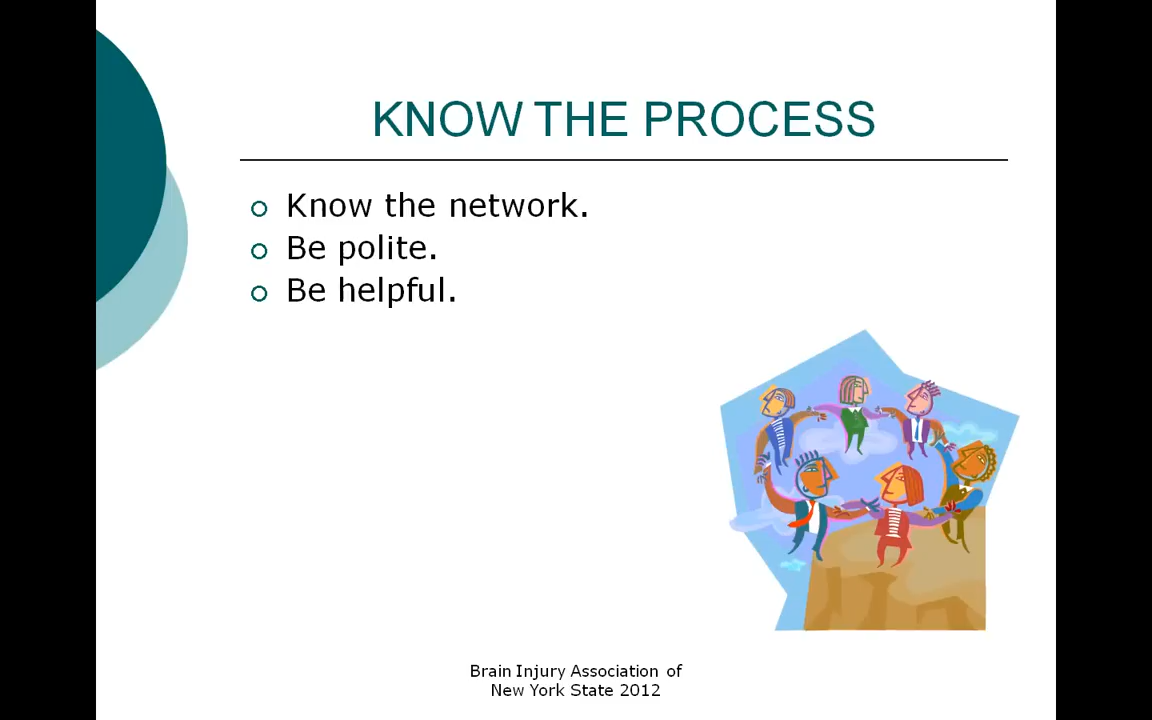 KNOW THE PROCESS
Know the network.
Be polite.
Be helpful.
Brain Injury Association of
New York State 2012